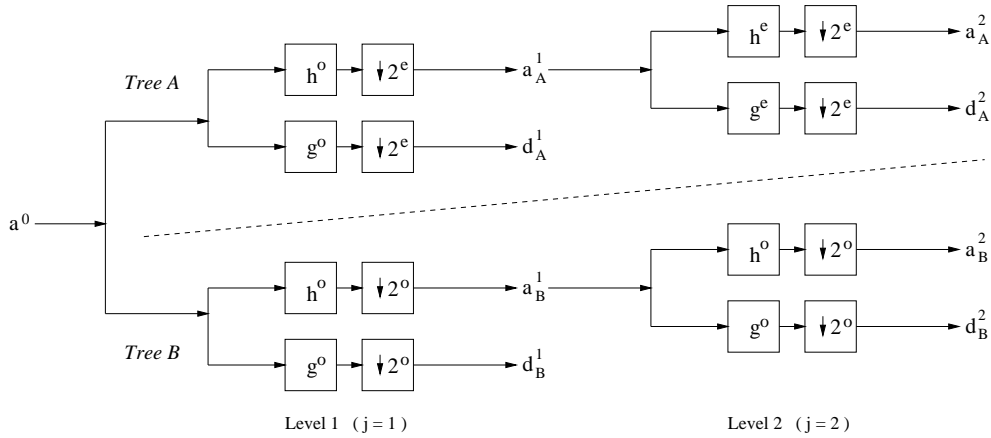 h^e ↓2^e a_A^2
Tree A h^o ↓2^e a_A^1
g^e ↓2^e d_A^2
g^o ↓2^e d_A^1
a^0
h^o ↓2^o a_B^2
h^o ↓2^o a_B^1
g^o ↓2^o d_B^2
Tree B g^o ↓2^o d_B^1
Level 1 ( j = 1 ) Level 2 ( j = 2 )